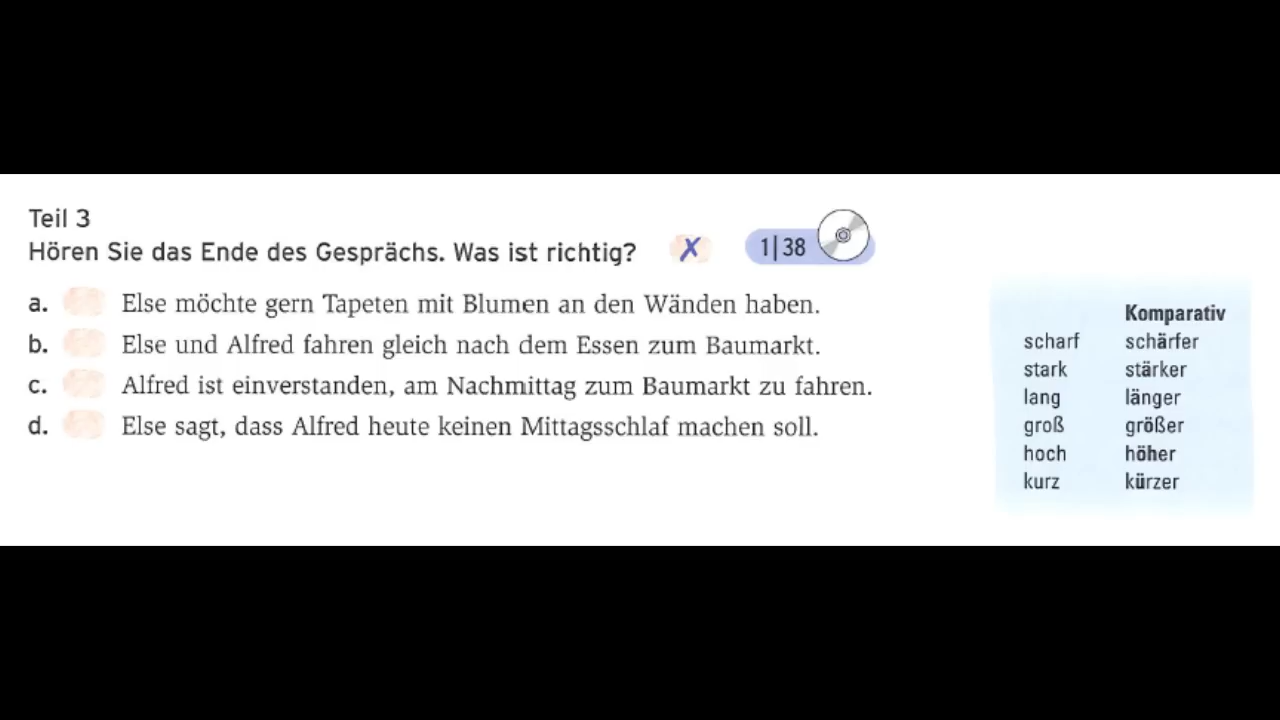 Teil 3
Hören Sie das Ende des Gesprächs. Was ist richtig? X 1|38
a. Else möchte gern Tapeten mit Blumen an den Wänden haben.
b. Else und Alfred fahren gleich nach dem Essen zum Baumarkt.
c. Alfred ist einverstanden, am Nachmittag zum Baumarkt zu fahren.
d. Else sagt, dass Alfred heute keinen Mittagsschlaf machen soll.
Komparativ
scharf schärfer
stark stärker
lang länger
groß größer
hoch höher
kurz kürzer